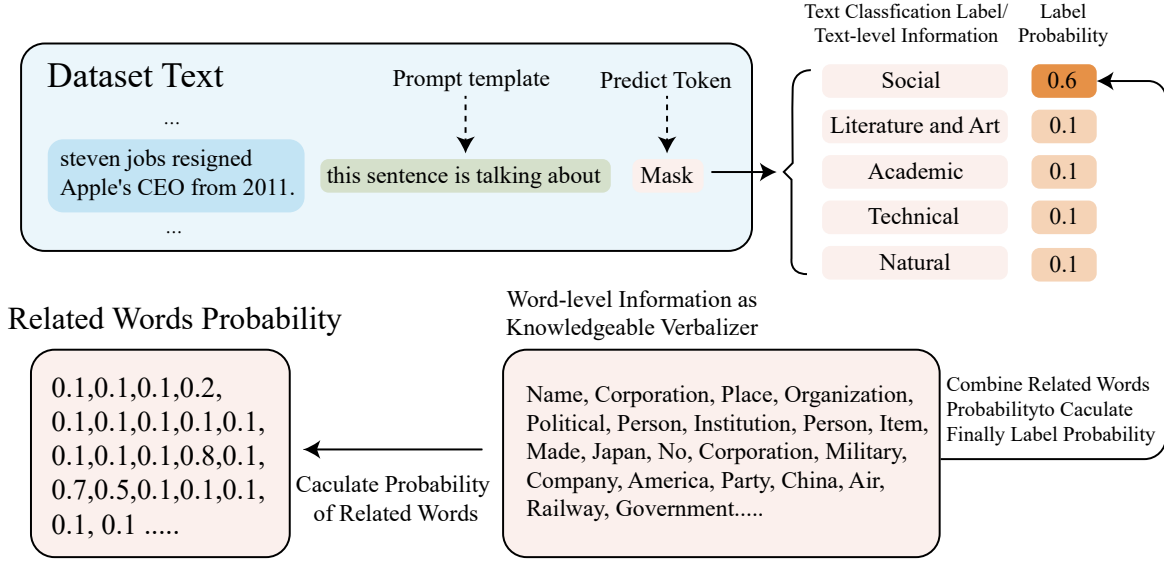 Dataset Text
...
Prompt template
Predict Token
steven jobs resigned
Apple's CEO from 2011.
this sentence is talking about
Mask
...
Text Classfication Label/
Text-level Information
Label
Probability
Social
0.6
Literature and Art
0.1
Academic
0.1
Technical
0.1
Natural
0.1
Related Words Probability
0.1,0.1,0.1,0.2,
0.1,0.1,0.1,0.1,0.1,
0.1,0.1,0.1,0.8,0.1,
0.7,0.5,0.1,0.1,0.1,
0.1, 0.1 .....
Caculate Probability
of Related Words
Word-level Information as
Knowledgeable Verbalizer
Name, Corporation, Place, Organization,
Political, Person, Institution, Person, Item,
Made, Japan, No, Corporation, Military,
Company, America, Party, China, Air,
Railway, Government.....
Combine Related Words
Probabilityto Caculate
Finally Label Probability